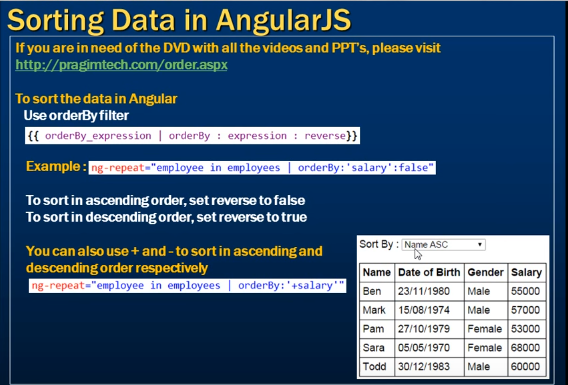 Sorting Data in AngularJS
If you are in need of the DVD with all the videos and PPT's, please visit
http://pragimtech.com/order.aspx
To sort the data in Angular
Use orderBy filter
{{ orderBy_expression | orderBy : expression : reverse}}
Example : ng-repeat="employee in employees | orderBy:'salary':false"
To sort in ascending order, set reverse to false
To sort in descending order, set reverse to true
You can also use + and - to sort in ascending and
descending order respectively
ng-repeat="employee in employees | orderBy:'+salary'"
Sort By : Name ASC
Name Date of Birth Gender Salary
Ben 23/11/1980 Male 55000
Mark 15/08/1974 Male 57000
Pam 27/10/1979 Female 53000
Sara 05/05/1970 Female 68000
Todd 30/12/1983 Male 60000